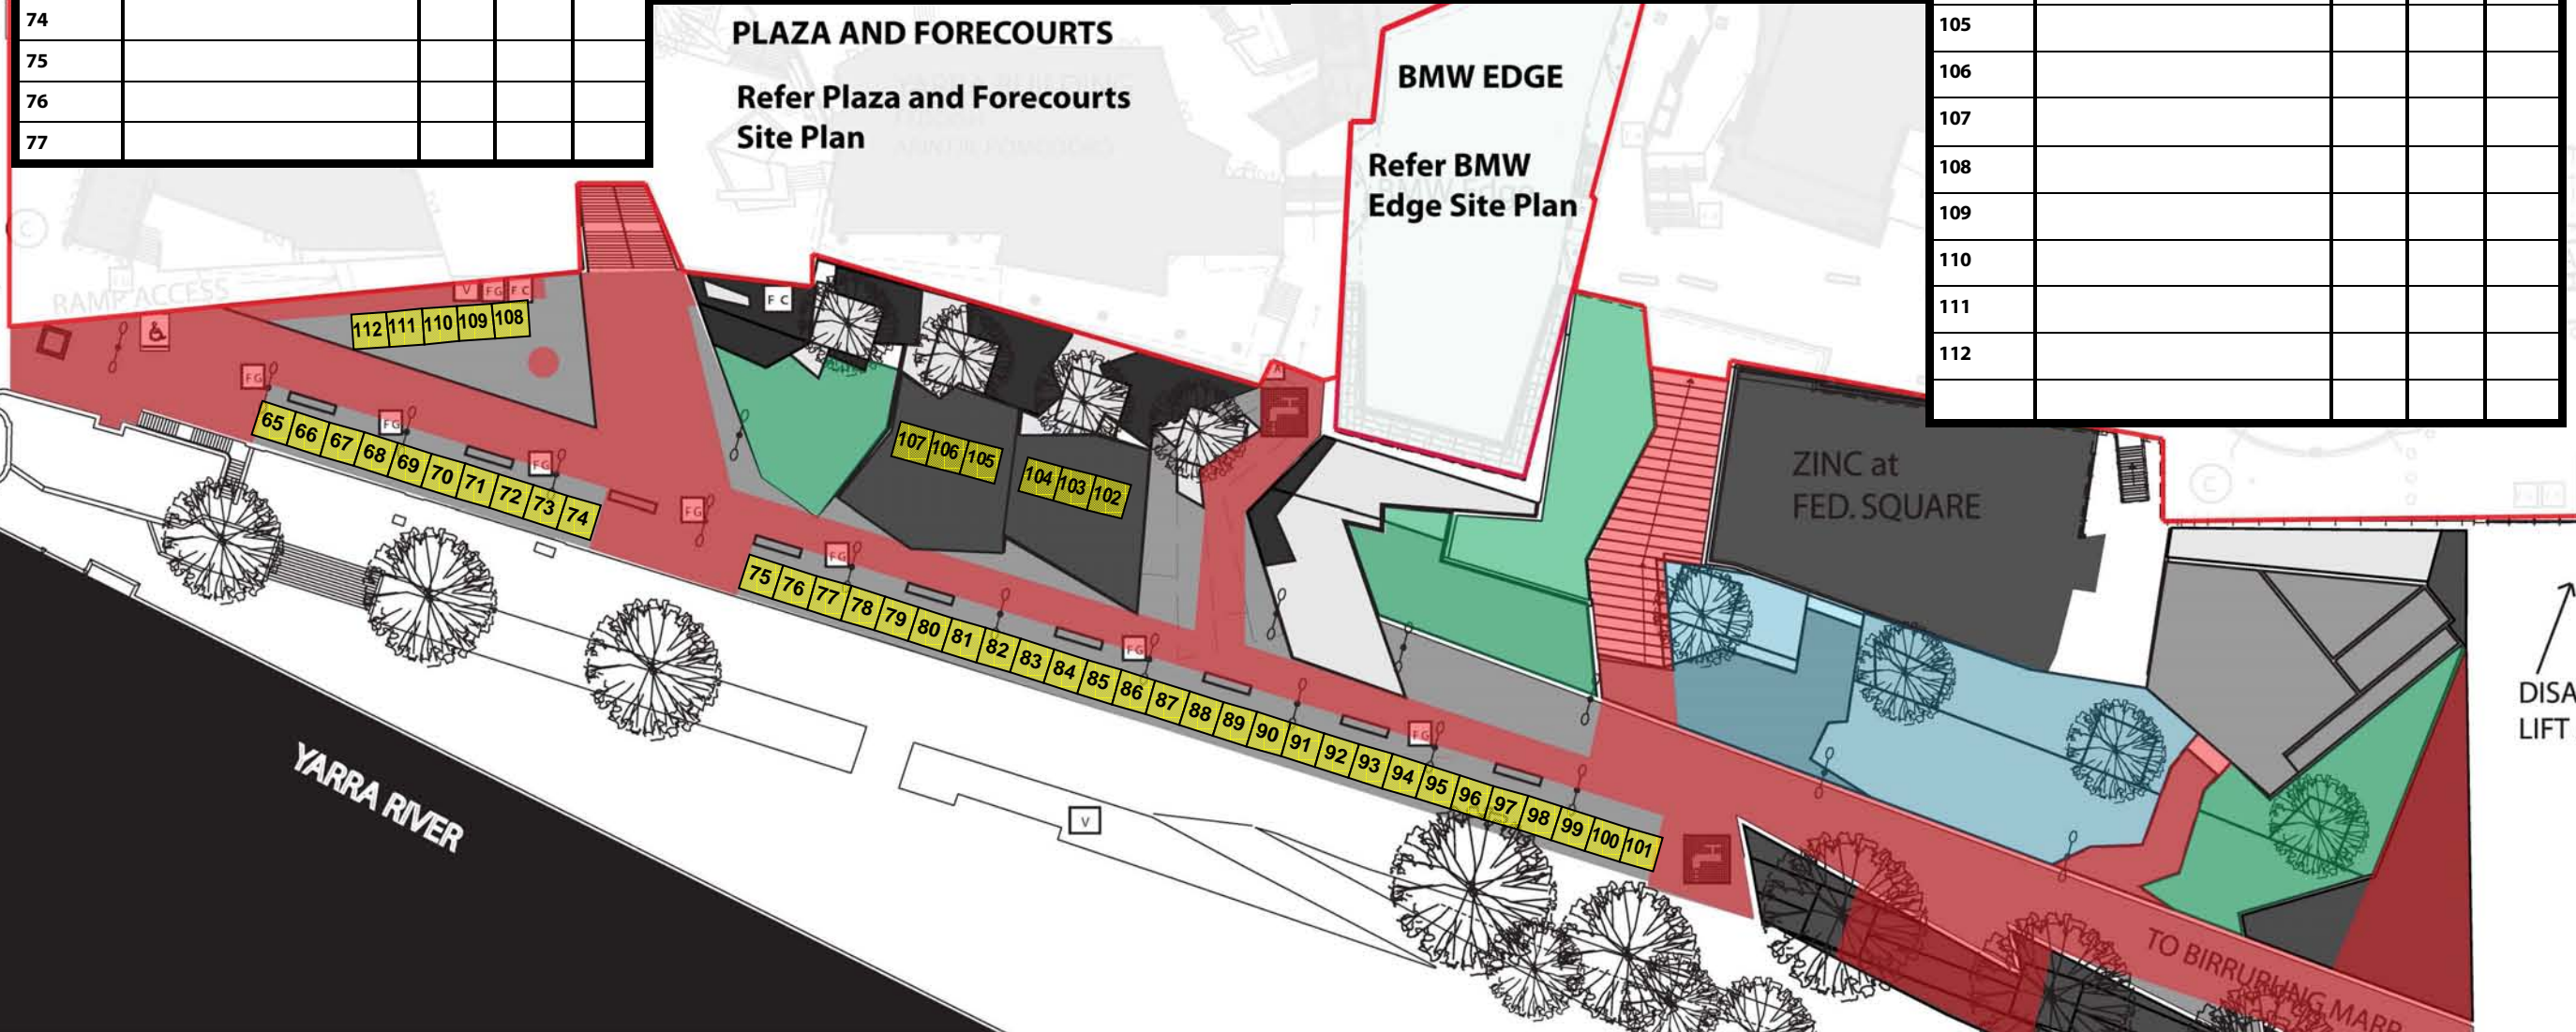 74
75
76
77
PLAZA AND FORECOURTS
Refer Plaza and Forecourts
Site Plan
BMW EDGE
Refer BMW
Edge Site Plan
BMW Edge
105
106
107
108
109
110
111
112
C
RAMP ACCESS
V FG FC
112 111 110 109 108
F C
A
FG
FG
FG
FG
FG
FG
FG
65 66 67 68 69 70 71 72 73 74
107 106 105
104 103 102
75 76 77 78 79 80 81 82 83 84 85 86 87 88 89 90 91 92 93 94 95 96 97 98 99 100 101
ZINC at
FED. SQUARE
C
DISA
LIFT
V
YARRA RIVER
TO BIRRURUNG MARR